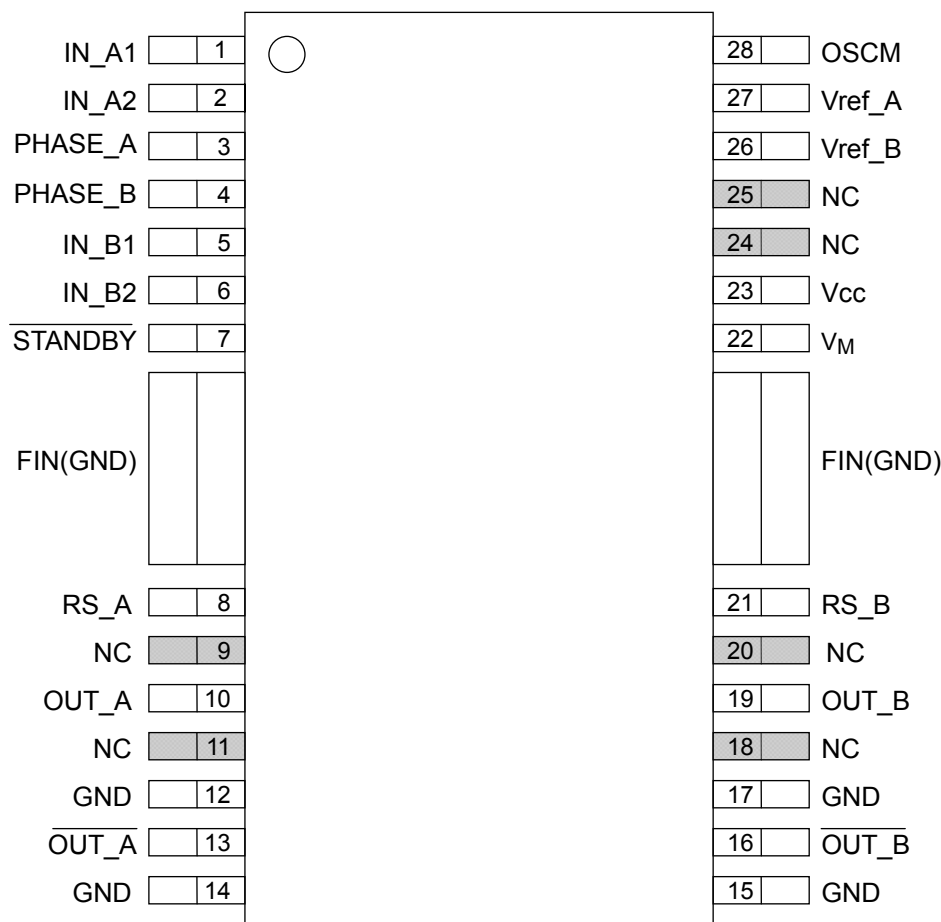 IN_A1 1 28 OSCM
IN_A2 2 27 Vref_A
PHASE_A 3 26 Vref_B
PHASE_B 4 25 NC
IN_B1 5 24 NC
IN_B2 6 23 Vcc
S̅T̅A̅N̅D̅B̅Y̅ 7 22 VM
FIN(GND) FIN(GND)
RS_A 8 21 RS_B
NC 9 20 NC
OUT_A 10 19 OUT_B
NC 11 18 NC
GND 12 17 GND
O̅U̅T̅_̅A̅ 13 16 O̅U̅T̅_̅B̅
GND 14 15 GND